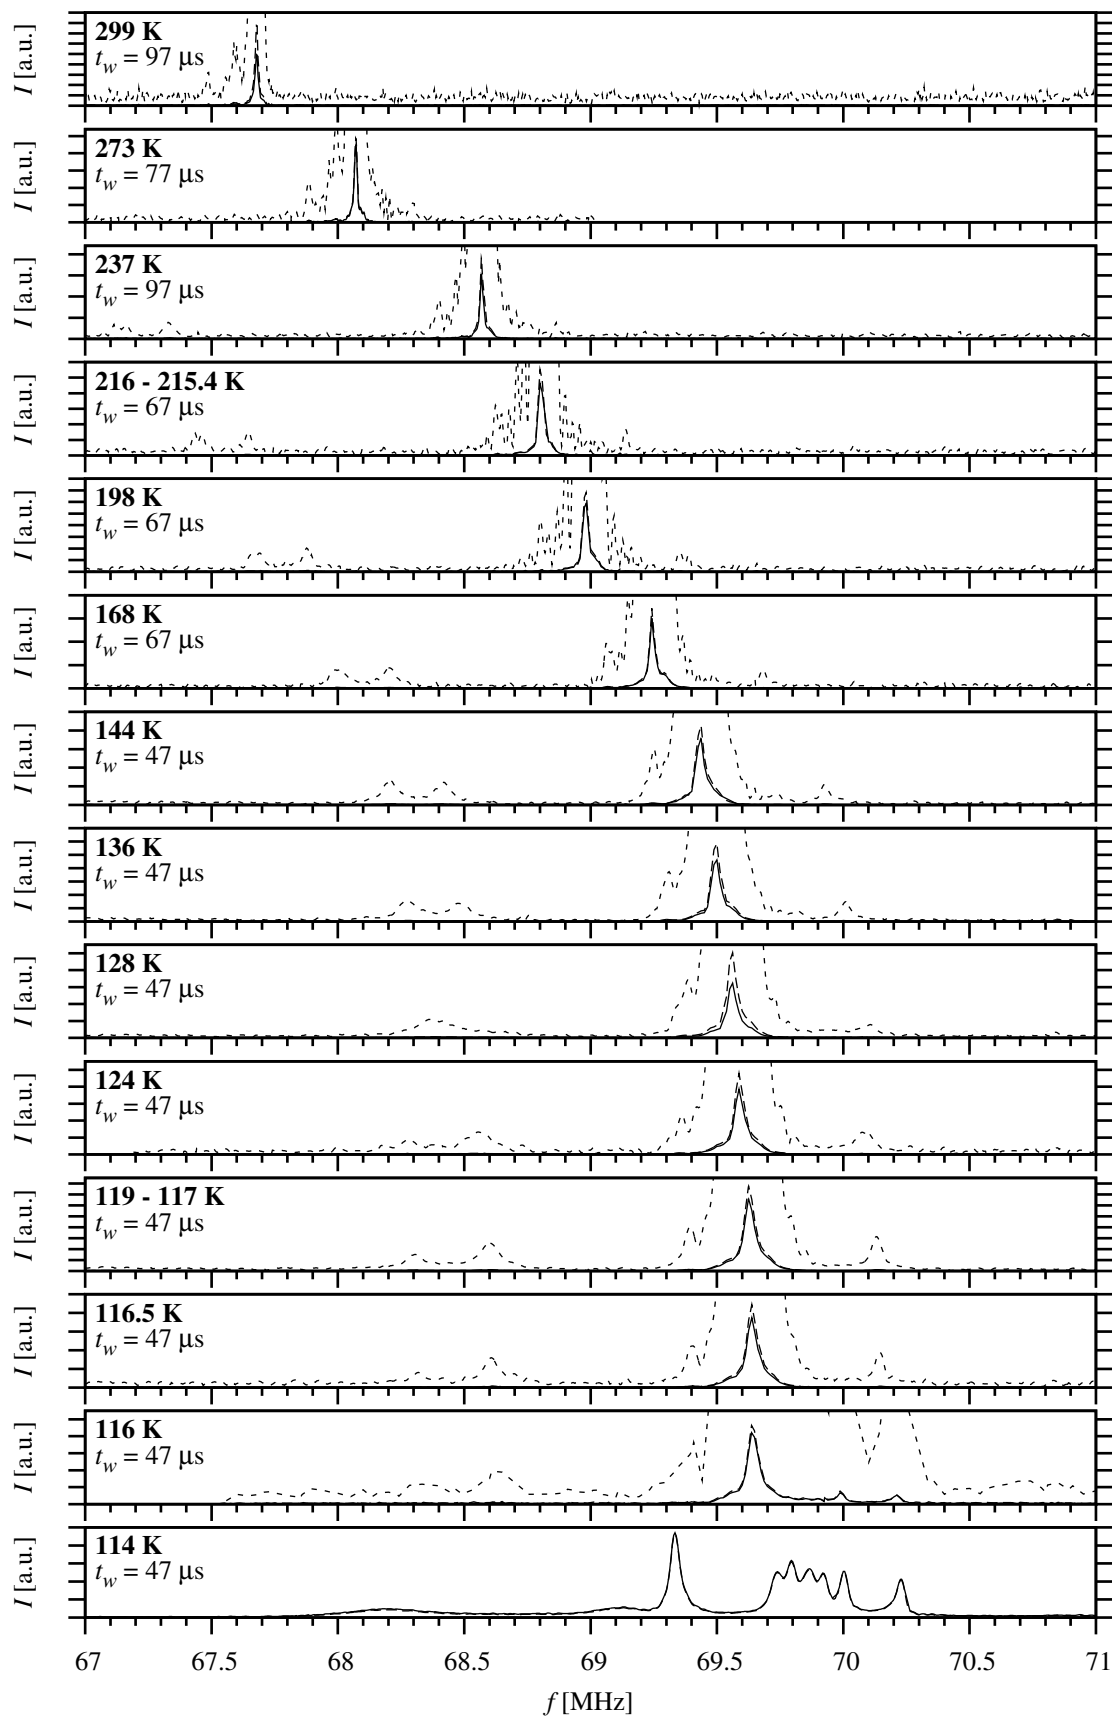 299 K
t_w = 97 μs
I [a.u.]
273 K
t_w = 77 μs
I [a.u.]
237 K
t_w = 97 μs
I [a.u.]
216 - 215.4 K
t_w = 67 μs
I [a.u.]
198 K
t_w = 67 μs
I [a.u.]
168 K
t_w = 67 μs
I [a.u.]
144 K
t_w = 47 μs
I [a.u.]
136 K
t_w = 47 μs
I [a.u.]
128 K
t_w = 47 μs
I [a.u.]
124 K
t_w = 47 μs
I [a.u.]
119 - 117 K
t_w = 47 μs
I [a.u.]
116.5 K
t_w = 47 μs
I [a.u.]
116 K
t_w = 47 μs
I [a.u.]
114 K
t_w = 47 μs
I [a.u.]
67 67.5 68 68.5 69 69.5 70 70.5 71
f [MHz]